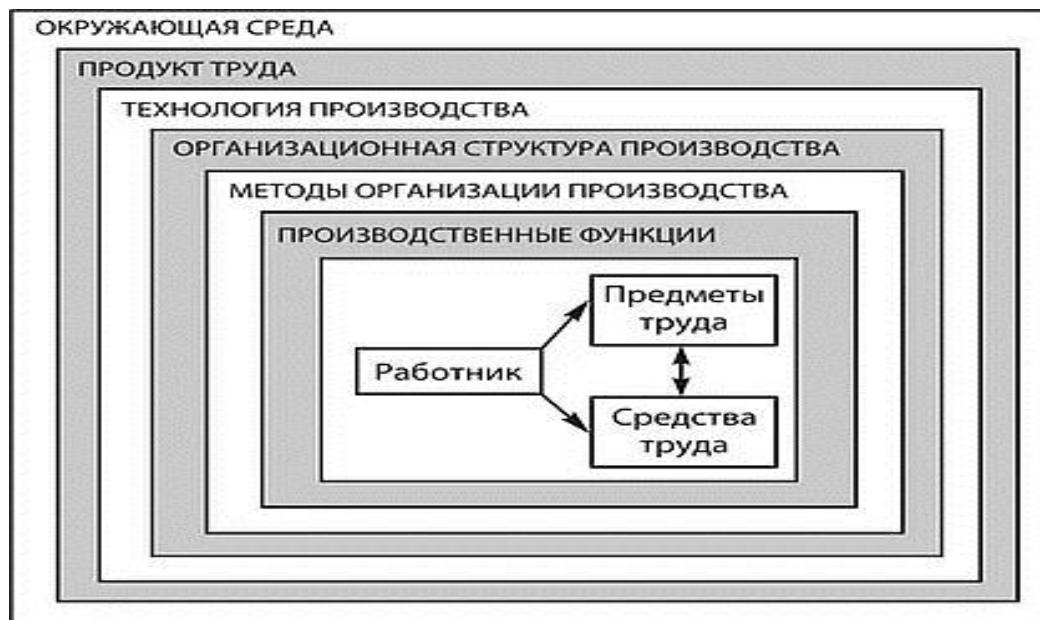 ОКРУЖАЮЩАЯ СРЕДА
ПРОДУКТ ТРУДА
ТЕХНОЛОГИЯ ПРОИЗВОДСТВА
ОРГАНИЗАЦИОННАЯ СТРУКТУРА ПРОИЗВОДСТВА
МЕТОДЫ ОРГАНИЗАЦИИ ПРОИЗВОДСТВА
ПРОИЗВОДСТВЕННЫЕ ФУНКЦИИ
Предметы
труда
Работник
Средства
труда